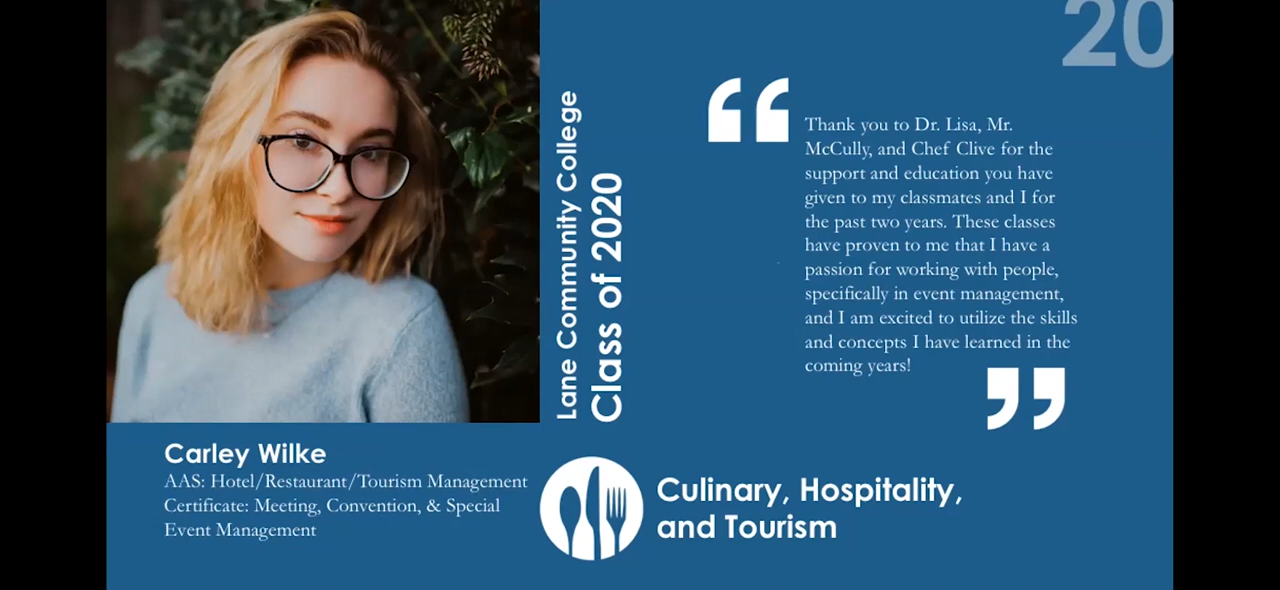 20
Lane Community College
Class of 2020
Thank you to Dr. Lisa, Mr.
McCully, and Chef Clive for the
support and education you have
given to my classmates and I for
the past two years. These classes
have proven to me that I have a
passion for working with people,
specifically in event management,
and I am excited to utilize the skills
and concepts I have learned in the
coming years!
Carley Wilke
AAS: Hotel/Restaurant/Tourism Management
Certificate: Meeting, Convention, & Special
Event Management
Culinary, Hospitality,
and Tourism